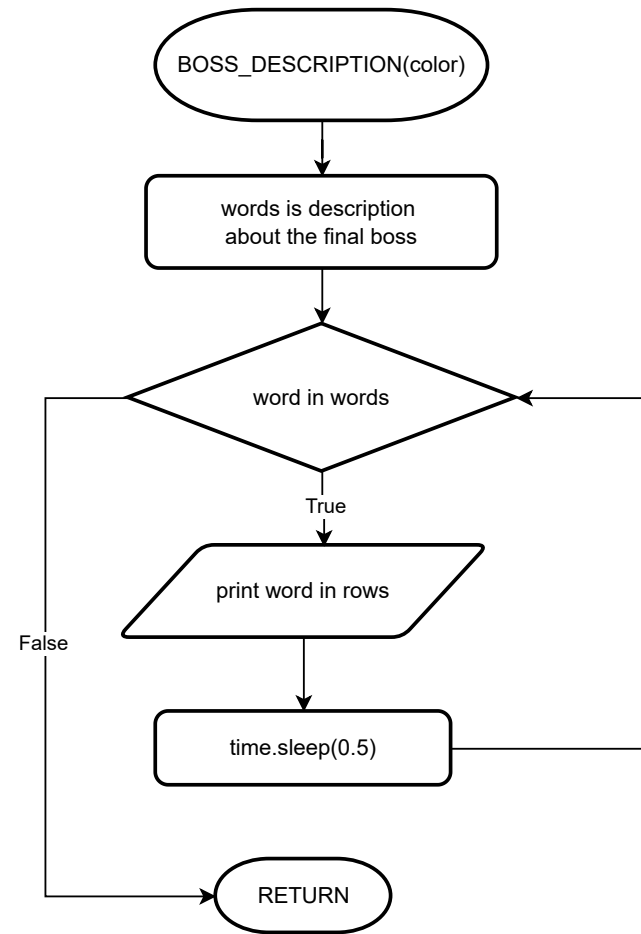 BOSS_DESCRIPTION(color)
words is description
about the final boss
word in words
True
print word in rows
False
time.sleep(0.5)
RETURN